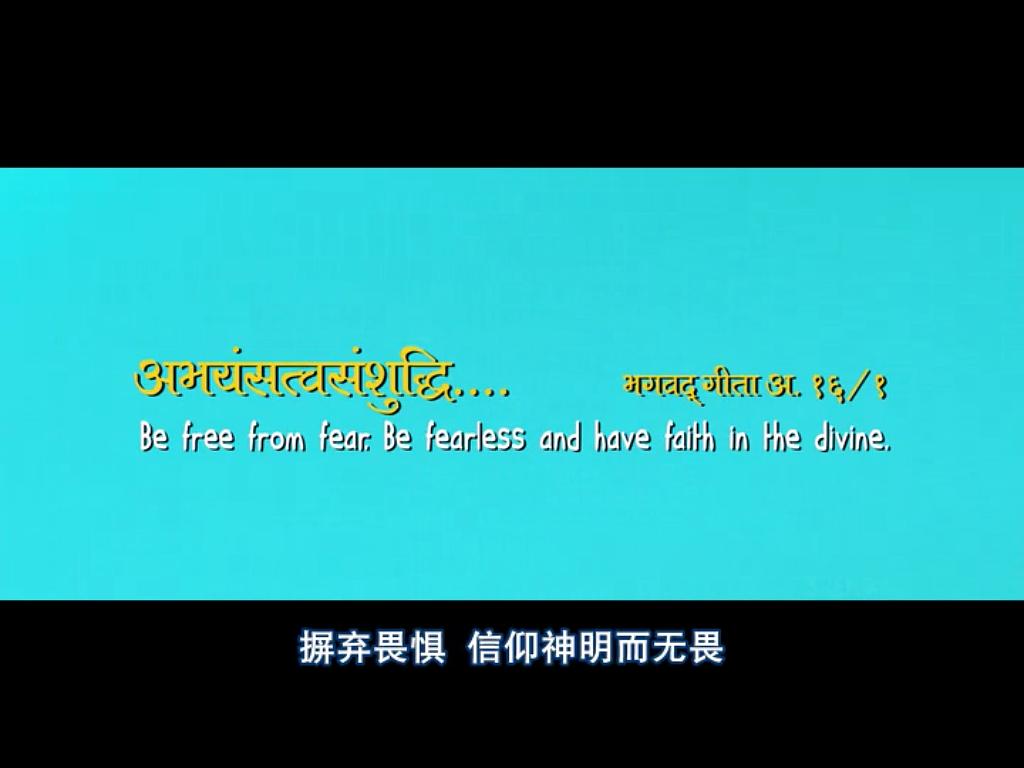 अभयंसत्वसंशुद्धि.... भगवद् गीता अ. १६/१
Be free from fear. Be fearless and have faith in the divine.
摒弃畏惧 信仰神明而无畏